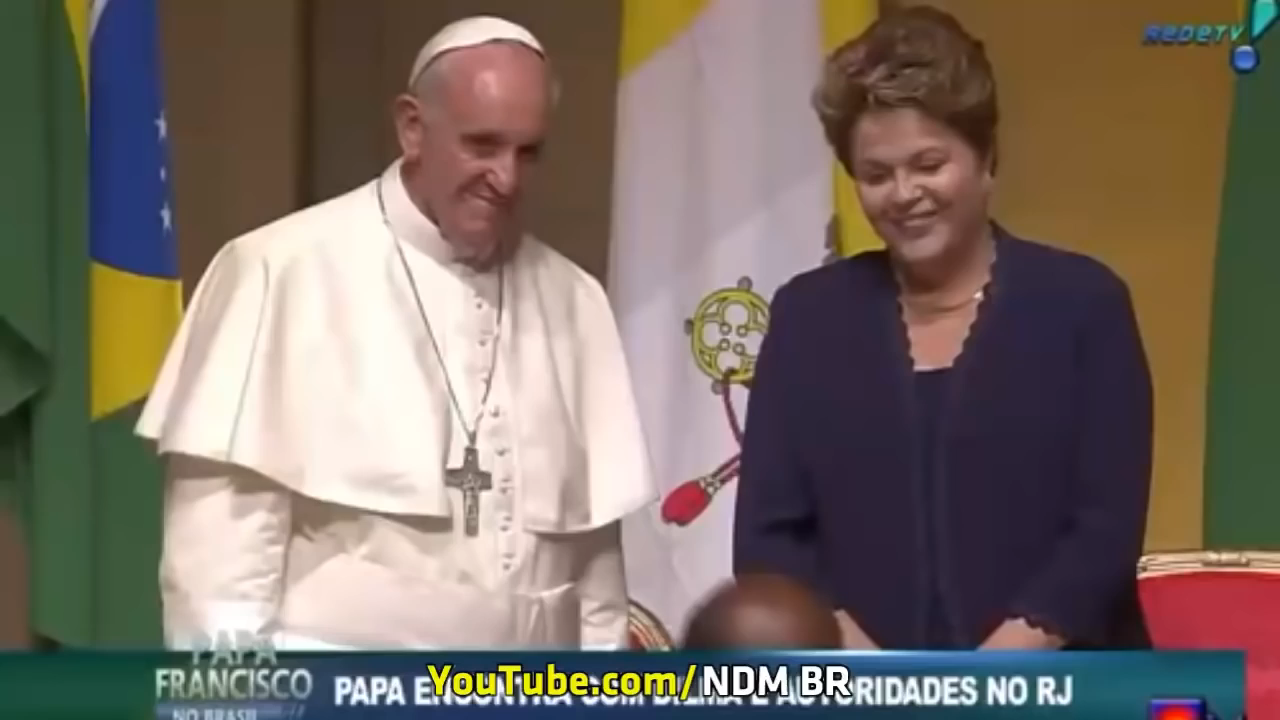 REDETV!
PAPA
FRANCISCO
NO BRASIL
PAPA ENCONTRA COM DILMA E AUTORIDADES NO RJ
YouTube.com/NDM BR